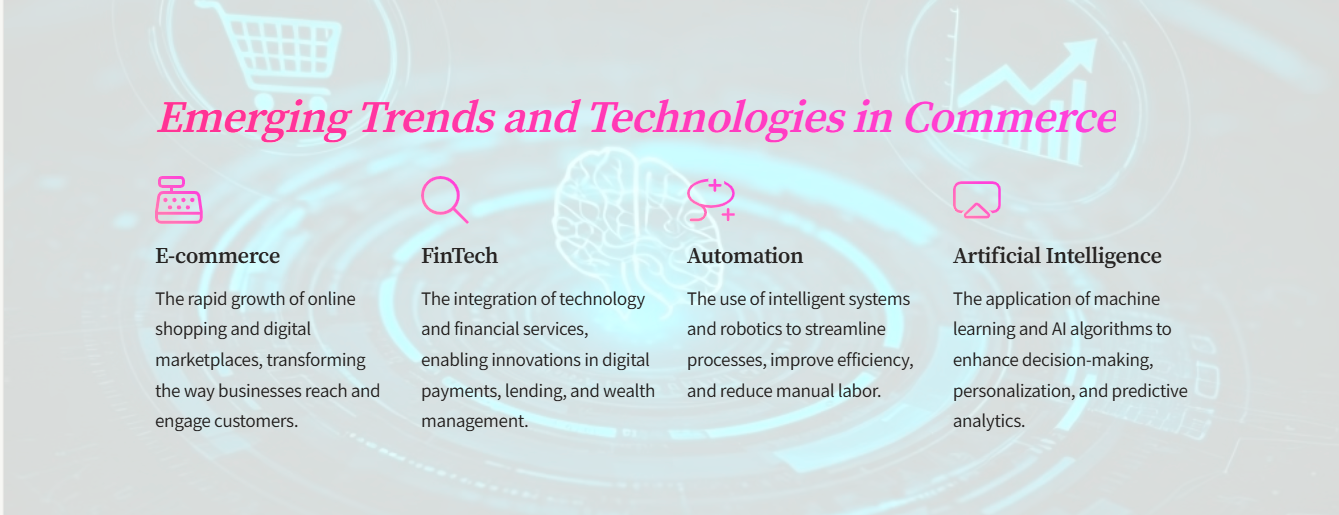 Emerging Trends and Technologies in Commerce
E-commerce
The rapid growth of online
shopping and digital
marketplaces, transforming
the way businesses reach and
engage customers.
FinTech
The integration of technology
and financial services,
enabling innovations in digital
payments, lending, and wealth
management.
Automation
The use of intelligent systems
and robotics to streamline
processes, improve efficiency,
and reduce manual labor.
Artificial Intelligence
The application of machine
learning and AI algorithms to
enhance decision-making,
personalization, and predictive
analytics.